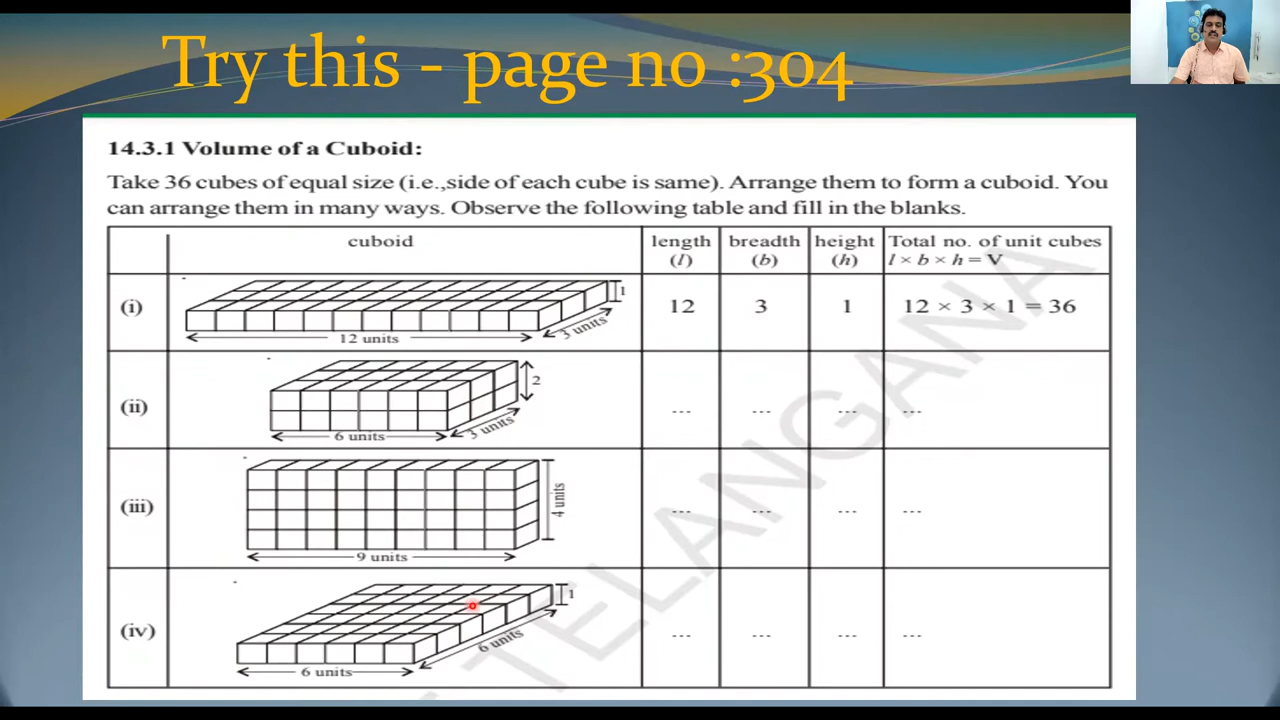 Try this - page no :304
14.3.1 Volume of a Cuboid:
Take 36 cubes of equal size (i.e.,side of each cube is same). Arrange them to form a cuboid. You
can arrange them in many ways. Observe the following table and fill in the blanks.
cuboid length breadth height Total no. of unit cubes
(l) (b) (h) l × b × h = V
(i) 12 units 3 units 1 12 3 1 12 × 3 × 1 = 36
(ii) 6 units 3 units 2 --- --- --- ---
(iii) 9 units 4 units --- --- --- ---
(iv) 6 units 6 units 1 --- --- --- ---
TELANGANA